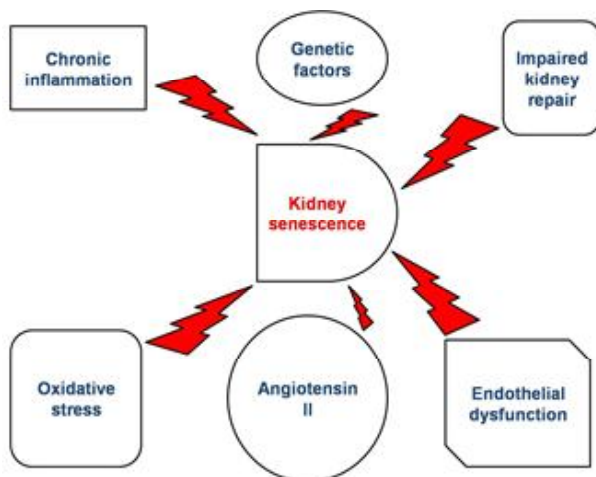 Chronic
inflammation
Genetic
factors
Impaired
kidney
repair
Kidney
senescence
Oxidative
stress
Angiotensin
II
Endothelial
dysfunction